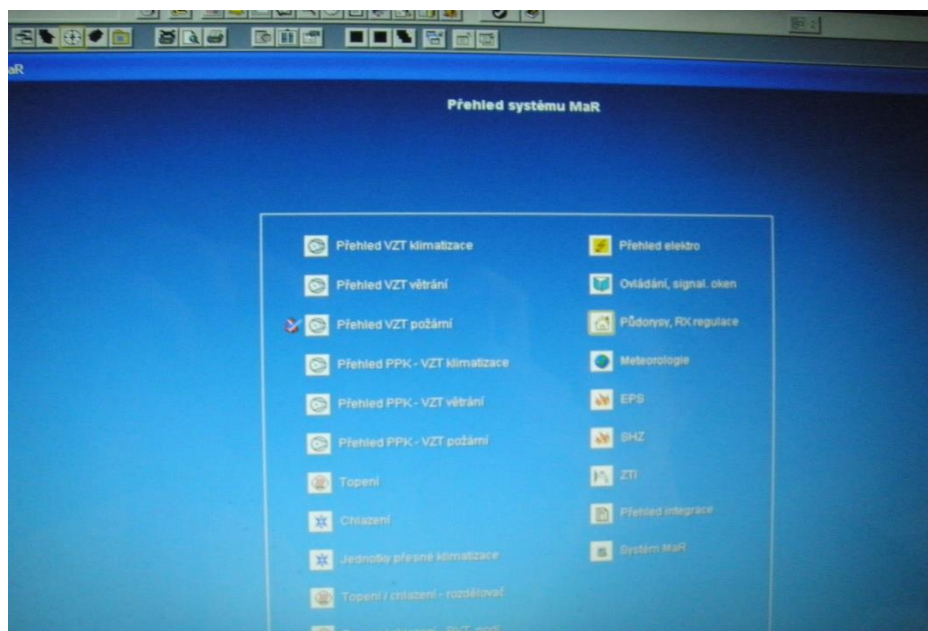 aR
Přehled systému MaR
Přehled VZT klimatizace
Přehled VZT větrání
Přehled VZT požární
Přehled PPK - VZT klimatizace
Přehled PPK - VZT větrání
Přehled PPK - VZT požární
Topení
Chlazení
Jednotky přesné klimatizace
Topení / chlazení - rozdělovač
Přehled elektro
Ovládání, signal. oken
Půdorysy, RX regulace
Meteorologie
EPS
SHZ
ZTI
Přehled integrace
Systém MaR